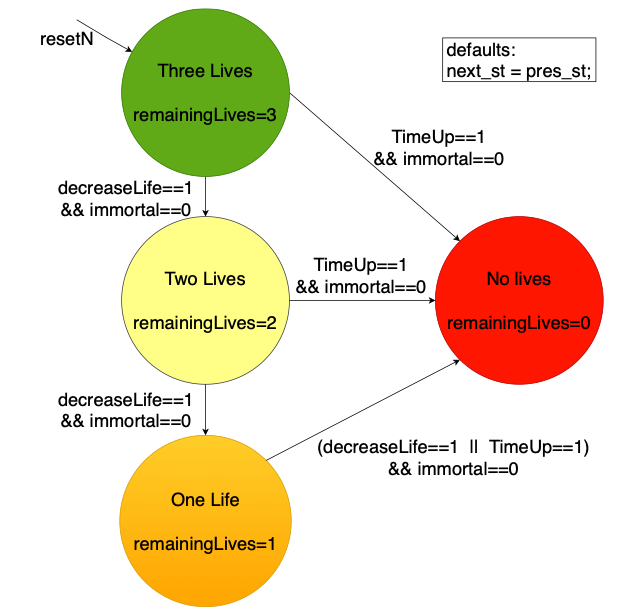 resetN
Three Lives
remainingLives=3
defaults:
next_st = pres_st;
TimeUp==1
&& immortal==0
decreaseLife==1
&& immortal==0
Two Lives
remainingLives=2
TimeUp==1
&& immortal==0
No lives
remainingLives=0
decreaseLife==1
&& immortal==0
(decreaseLife==1 || TimeUp==1)
&& immortal==0
One Life
remainingLives=1